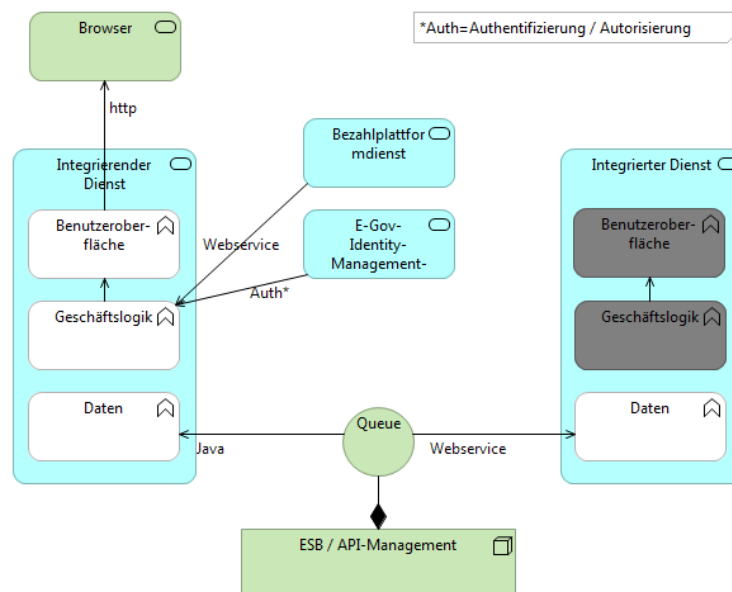 Browser
*Auth=Authentifizierung / Autorisierung
http
Bezahlplattfor
mdienst
Integrierender
Dienst
Integrierter Dienst
Benutzerober-
fläche
Webservice
E-Gov-
Identity-
Management-
Benutzerober-
fläche
Auth*
Geschäftslogik
Geschäftslogik
Daten
Queue
Daten
Java
Webservice
ESB / API-Management